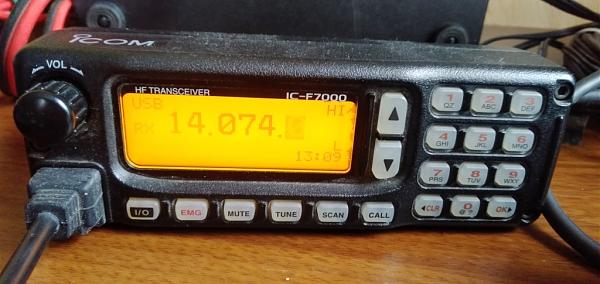 ICOM
VOL
HF TRANSCEIVER IC-F7000
USB HI
RX 14.074.
L
13:09
1 QZ 2 ABC 3 DEF
4 GHI 5 JKL 6 MNO
7 PRS 8 TUV 9 WXY
CLR 0 @ ? OK
I/O EMG MUTE TUNE SCAN CALL